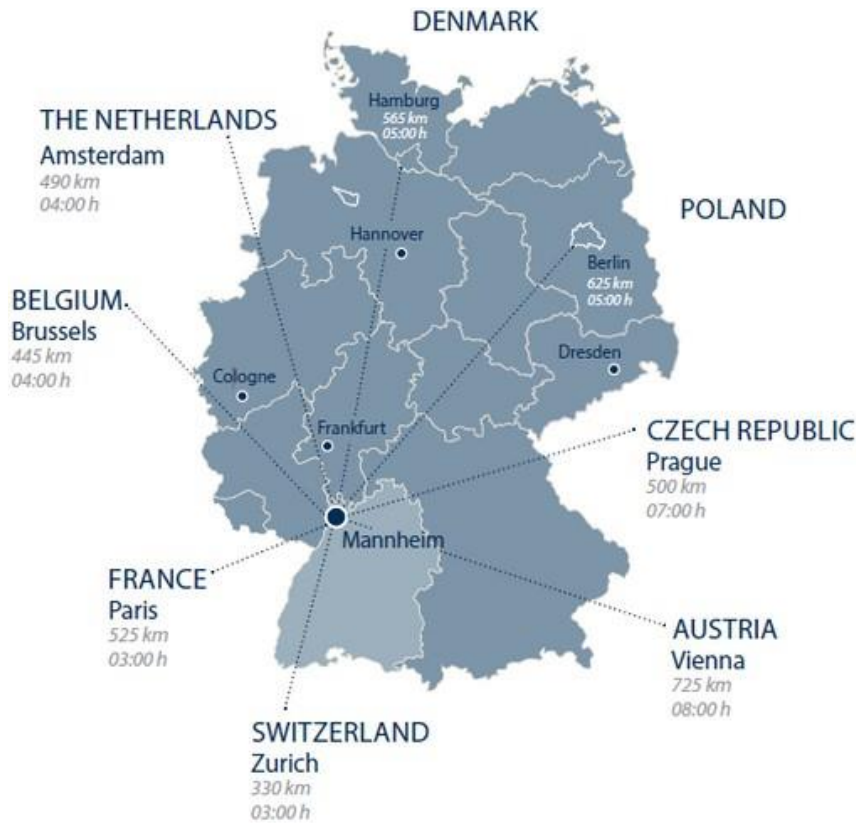 DENMARK
Hamburg
565 km
05:00 h
THE NETHERLANDS
Amsterdam
490 km
04:00 h
POLAND
Hannover
Berlin
625 km
05:00 h
BELGIUM
Brussels
445 km
04:00 h
Dresden
Cologne
Frankfurt
CZECH REPUBLIC
Prague
500 km
07:00 h
Mannheim
FRANCE
Paris
525 km
03:00 h
AUSTRIA
Vienna
725 km
08:00 h
SWITZERLAND
Zurich
330 km
03:00 h